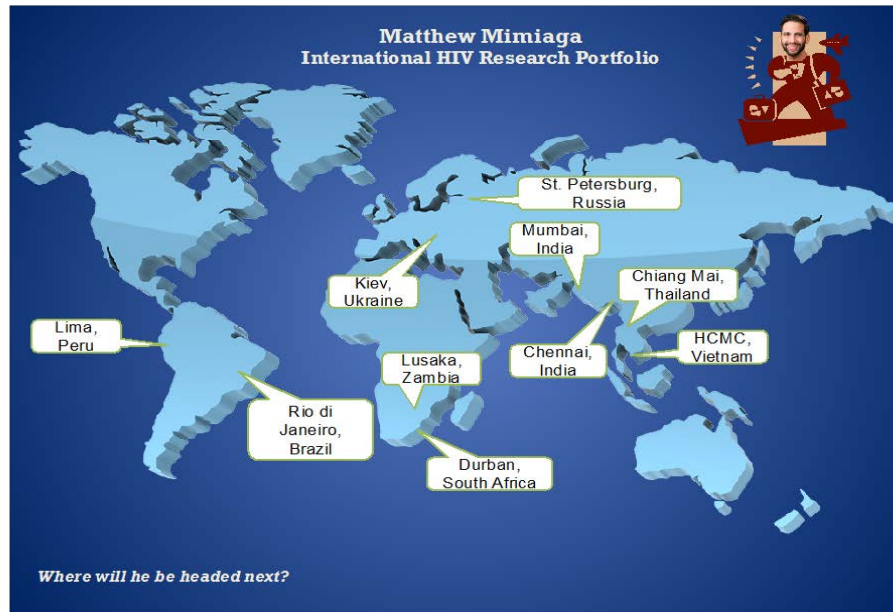 Matthew Mimiaga
International HIV Research Portfolio
St. Petersburg,
Russia
Mumbai,
India
Kiev,
Ukraine
Chiang Mai,
Thailand
Lima,
Peru
Lusaka,
Zambia
Chennai,
India
HCMC,
Vietnam
Rio di
Janeiro,
Brazil
Durban,
South Africa
Where will he be headed next?